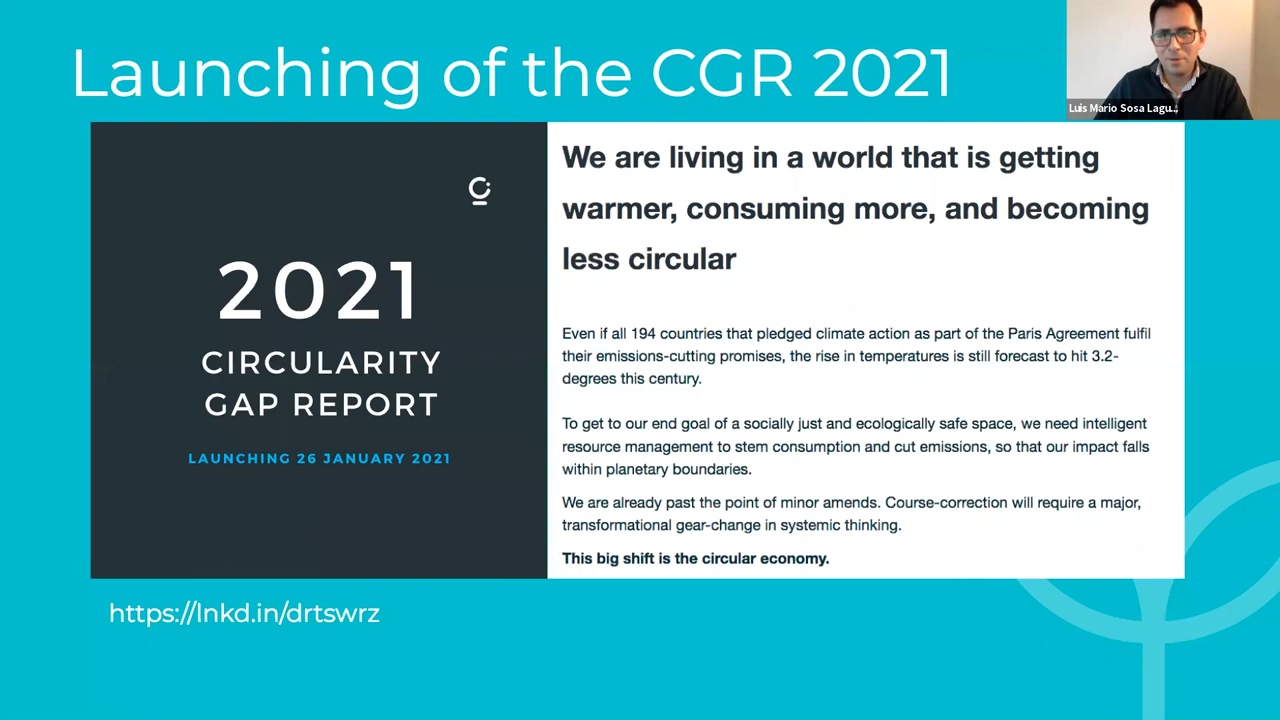 Launching of the CGR 2021
Luis Mario Sosa Lagu...
2021
CIRCULARITY
GAP REPORT
LAUNCHING 26 JANUARY 2021
We are living in a world that is getting
warmer, consuming more, and becoming
less circular
Even if all 194 countries that pledged climate action as part of the Paris Agreement fulfil
their emissions-cutting promises, the rise in temperatures is still forecast to hit 3.2-
degrees this century.
To get to our end goal of a socially just and ecologically safe space, we need intelligent
resource management to stem consumption and cut emissions, so that our impact falls
within planetary boundaries.
We are already past the point of minor amends. Course-correction will require a major,
transformational gear-change in systemic thinking.
This big shift is the circular economy.
https://lnkd.in/drtswrz